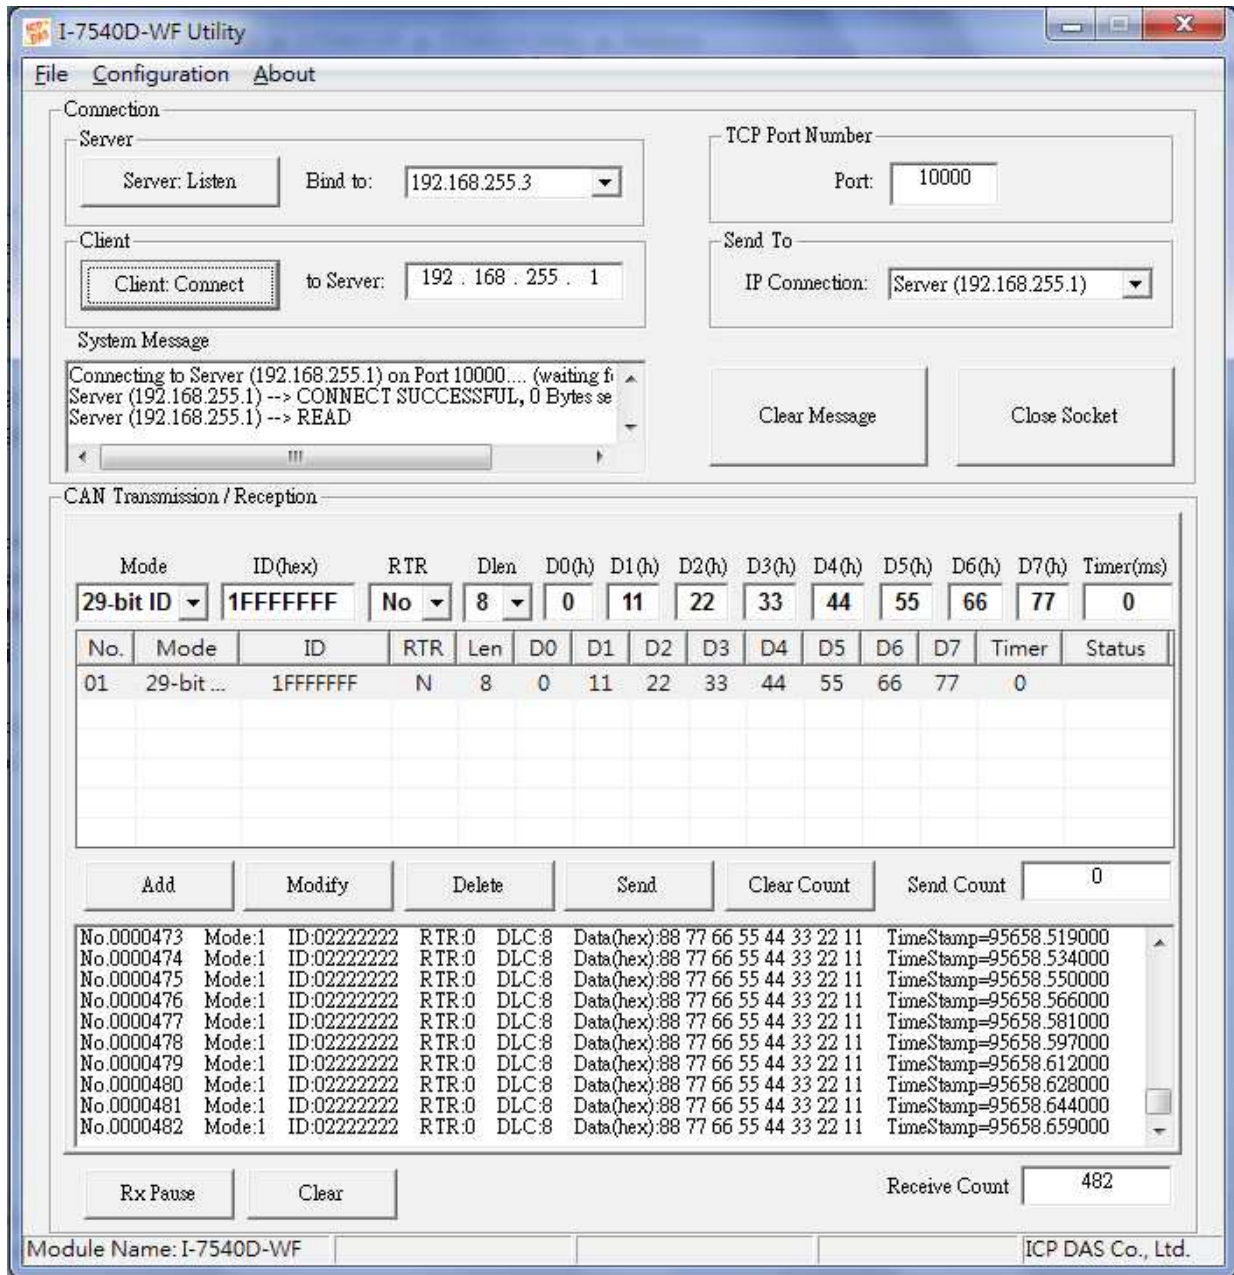 I-7540D-WF Utility
File Configuration About
Connection
Server
Server: Listen Bind to: 192.168.255.3
TCP Port Number
Port: 10000
Client
Client: Connect to Server: 192 . 168 . 255 . 1
Send To
IP Connection: Server (192.168.255.1)
System Message
Connecting to Server (192.168.255.1) on Port 10000.... (waiting f
Server (192.168.255.1) --> CONNECT SUCCESSFUL, 0 Bytes se
Server (192.168.255.1) --> READ
Clear Message Close Socket
CAN Transmission / Reception
Mode ID(hex) RTR Dlen D0(h) D1(h) D2(h) D3(h) D4(h) D5(h) D6(h) D7(h) Timer(ms)
29-bit ID 1FFFFFFF No 8 0 11 22 33 44 55 66 77 0
No. Mode ID RTR Len D0 D1 D2 D3 D4 D5 D6 D7 Timer Status
01 29-bit ... 1FFFFFFF N 8 0 11 22 33 44 55 66 77 0
Add Modify Delete Send Clear Count Send Count 0
No.0000473 Mode:1 ID:02222222 RTR:0 DLC:8 Data(hex):88 77 66 55 44 33 22 11 TimeStamp=95658.519000
No.0000474 Mode:1 ID:02222222 RTR:0 DLC:8 Data(hex):88 77 66 55 44 33 22 11 TimeStamp=95658.534000
No.0000475 Mode:1 ID:02222222 RTR:0 DLC:8 Data(hex):88 77 66 55 44 33 22 11 TimeStamp=95658.550000
No.0000476 Mode:1 ID:02222222 RTR:0 DLC:8 Data(hex):88 77 66 55 44 33 22 11 TimeStamp=95658.566000
No.0000477 Mode:1 ID:02222222 RTR:0 DLC:8 Data(hex):88 77 66 55 44 33 22 11 TimeStamp=95658.581000
No.0000478 Mode:1 ID:02222222 RTR:0 DLC:8 Data(hex):88 77 66 55 44 33 22 11 TimeStamp=95658.597000
No.0000479 Mode:1 ID:02222222 RTR:0 DLC:8 Data(hex):88 77 66 55 44 33 22 11 TimeStamp=95658.612000
No.0000480 Mode:1 ID:02222222 RTR:0 DLC:8 Data(hex):88 77 66 55 44 33 22 11 TimeStamp=95658.628000
No.0000481 Mode:1 ID:02222222 RTR:0 DLC:8 Data(hex):88 77 66 55 44 33 22 11 TimeStamp=95658.644000
No.0000482 Mode:1 ID:02222222 RTR:0 DLC:8 Data(hex):88 77 66 55 44 33 22 11 TimeStamp=95658.659000
Rx Pause Clear Receive Count 482
Module Name: I-7540D-WF ICP DAS Co., Ltd.